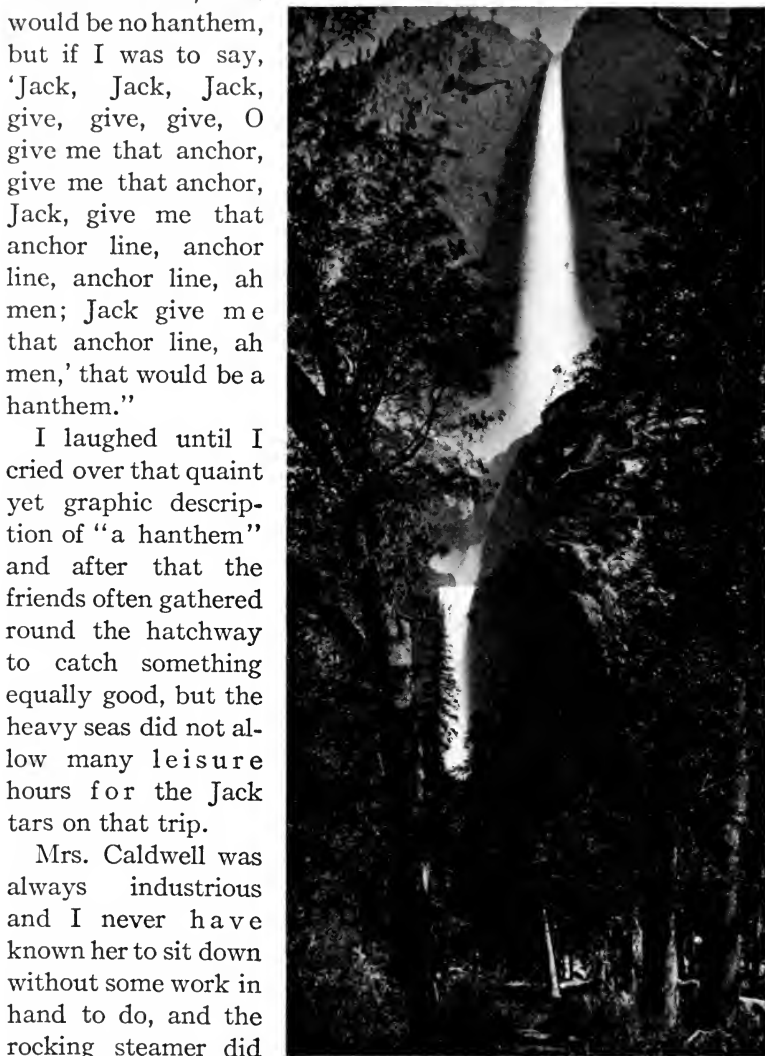 would be no hanthem,
but if I was to say,
'Jack, Jack, Jack,
give, give, give, O
give me that anchor,
give me that anchor,
Jack, give me that
anchor line, anchor
line, anchor line, ah
men; Jack give me
that anchor line, ah
men,' that would be a
hanthem."
I laughed until I
cried over that quaint
yet graphic descrip-
tion of "a hanthem"
and after that the
friends often gathered
round the hatchway
to catch something
equally good, but the
heavy seas did not al-
low many leisure
hours for the Jack
tars on that trip.
Mrs. Caldwell was
always industrious
and I never have
known her to sit down
without some work in
hand to do, and the
rocking steamer did